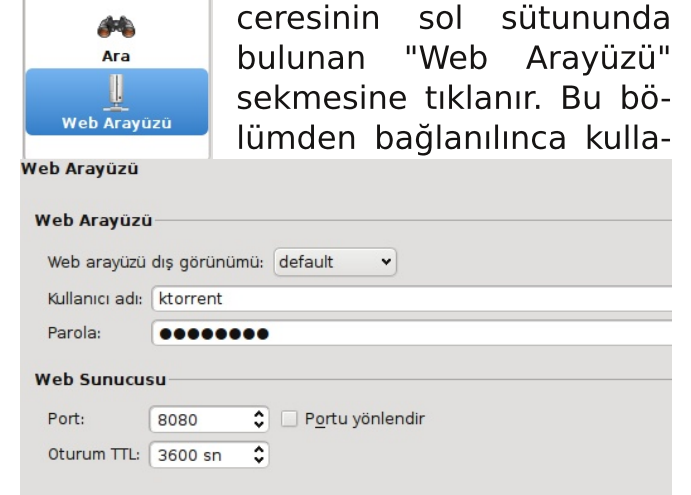 Ara
Web Arayüzü
ceresinin sol sütununda
bulunan "Web Arayüzü"
sekmesine tıklanır. Bu bö-
lümden bağlanılınca kulla-
Web Arayüzü
Web Arayüzü
Web arayüzü dış görünümü: default
Kullanıcı adı: ktorrent
Parola: ●●●●●●●●
Web Sunucusu
Port: 8080 Portu yönlendir
Oturum TTL: 3600 sn